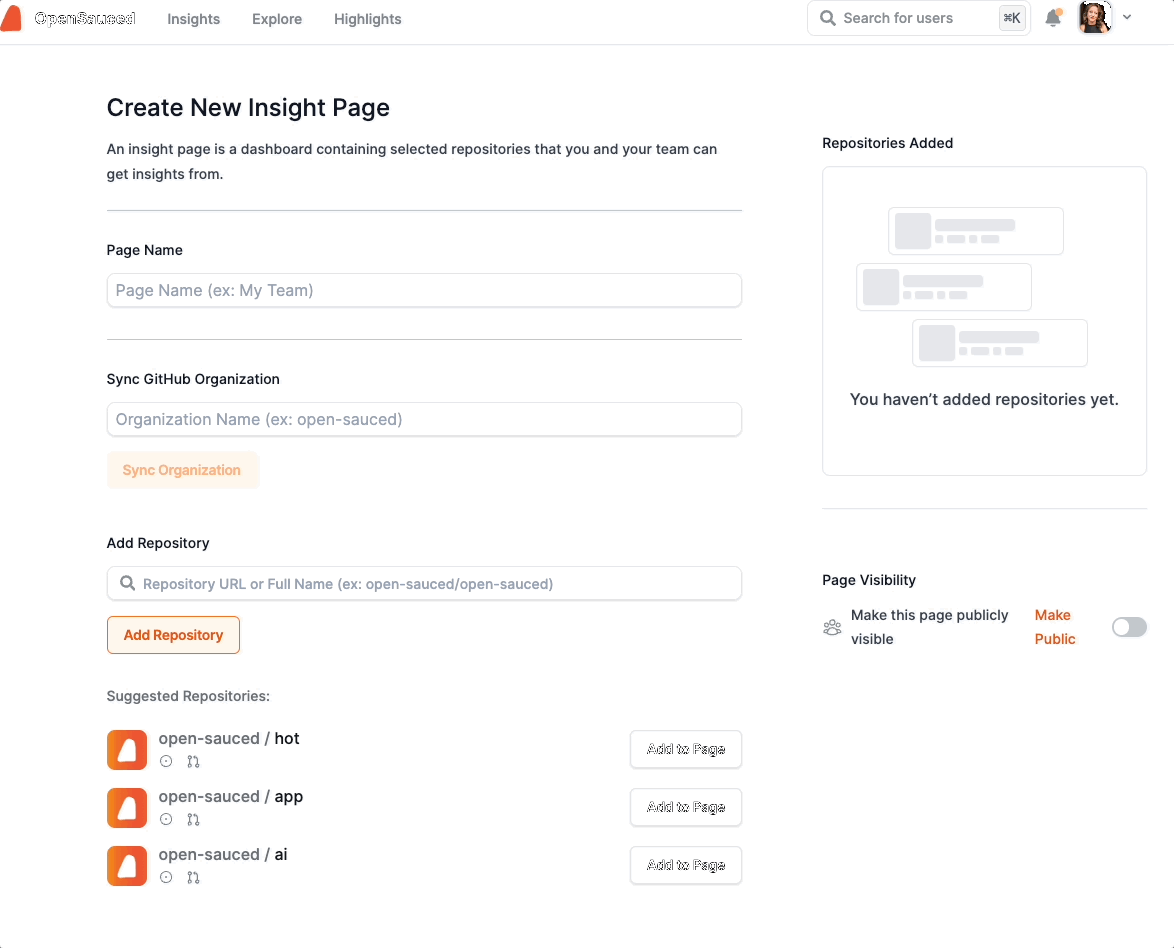 OpenSauced
Insights
Explore
Highlights
Search for users
⌘K
Create New Insight Page
An insight page is a dashboard containing selected repositories that you and your team can
get insights from.
Page Name
Page Name (ex: My Team)
Sync GitHub Organization
Organization Name (ex: open-sauced)
Sync Organization
Add Repository
Repository URL or Full Name (ex: open-sauced/open-sauced)
Add Repository
Suggested Repositories:
open-sauced / hot
Add to Page
open-sauced / app
Add to Page
open-sauced / ai
Add to Page
Repositories Added
You haven’t added repositories yet.
Page Visibility
Make this page publicly
visible
Make
Public